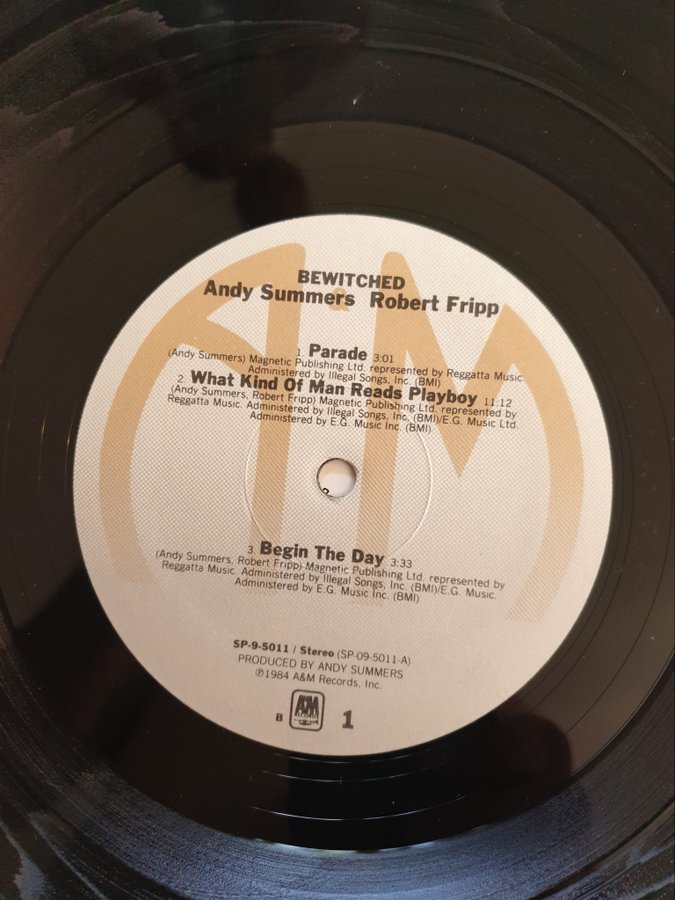 BEWITCHED
Andy Summers & Robert Fripp
1. Parade 3:01
(Andy Summers) Magnetic Publishing Ltd. represented by Reggatta Music.
Administered by Illegal Songs, Inc. (BMI)
2. What Kind Of Man Reads Playboy 11:12
(Andy Summers, Robert Fripp) Magnetic Publishing Ltd. represented by
Reggatta Music. Administered by Illegal Songs, Inc. (BMI)/E.G. Music Ltd.
Administered by E.G. Music Inc. (BMI)
3. Begin The Day 3:33
(Andy Summers, Robert Fripp) Magnetic Publishing Ltd. represented by
Reggatta Music. Administered by Illegal Songs, Inc. (BMI)/E.G. Music.
Administered by E.G. Music Inc. (BMI)
SP-9-5011 / Stereo (SP-09-5011-A)
PRODUCED BY ANDY SUMMERS
℗1984 A&M Records, Inc.
B A&M RECORDS 1
A&M